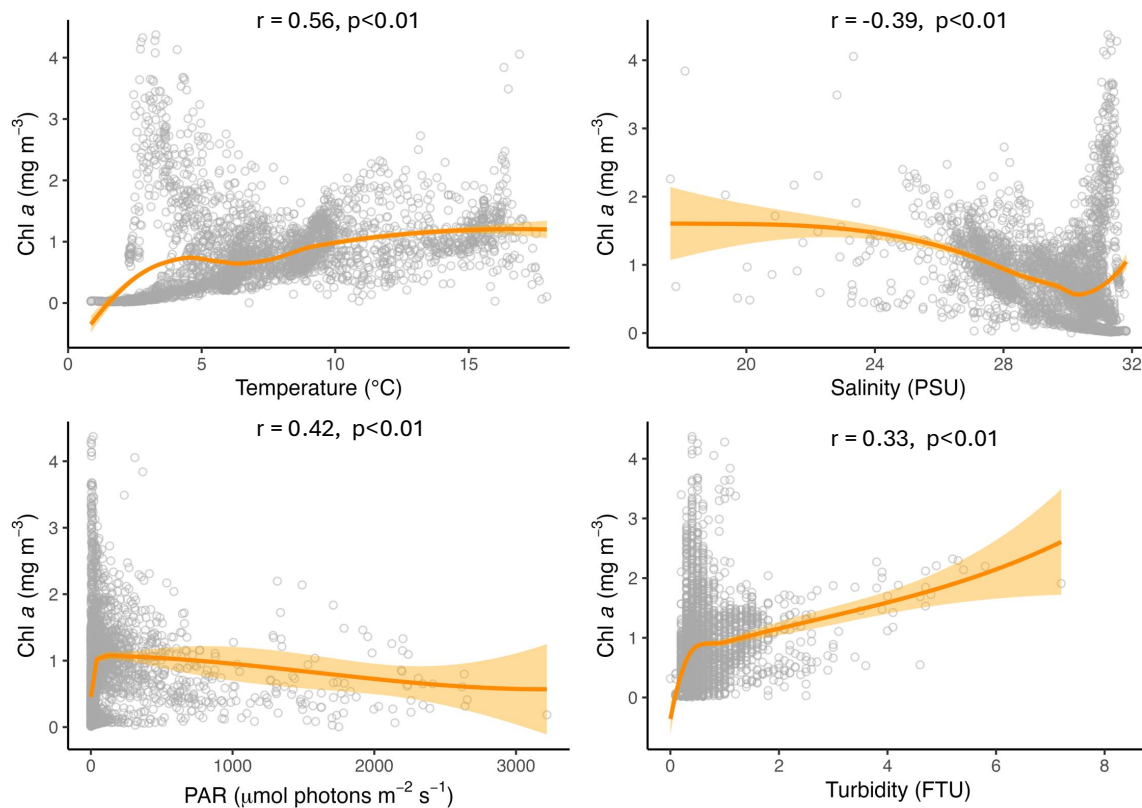 r = 0.56, p<0.01
Chl a (mg m⁻³)
4
3
2
1
0
0 5 10 15
Temperature (°C)
r = -0.39, p<0.01
Chl a (mg m⁻³)
4
3
2
1
0
20 24 28 32
Salinity (PSU)
r = 0.42, p<0.01
Chl a (mg m⁻³)
4
3
2
1
0
0 1000 2000 3000
PAR (μmol photons m⁻² s⁻¹)
r = 0.33, p<0.01
Chl a (mg m⁻³)
4
3
2
1
0
0 2 4 6 8
Turbidity (FTU)